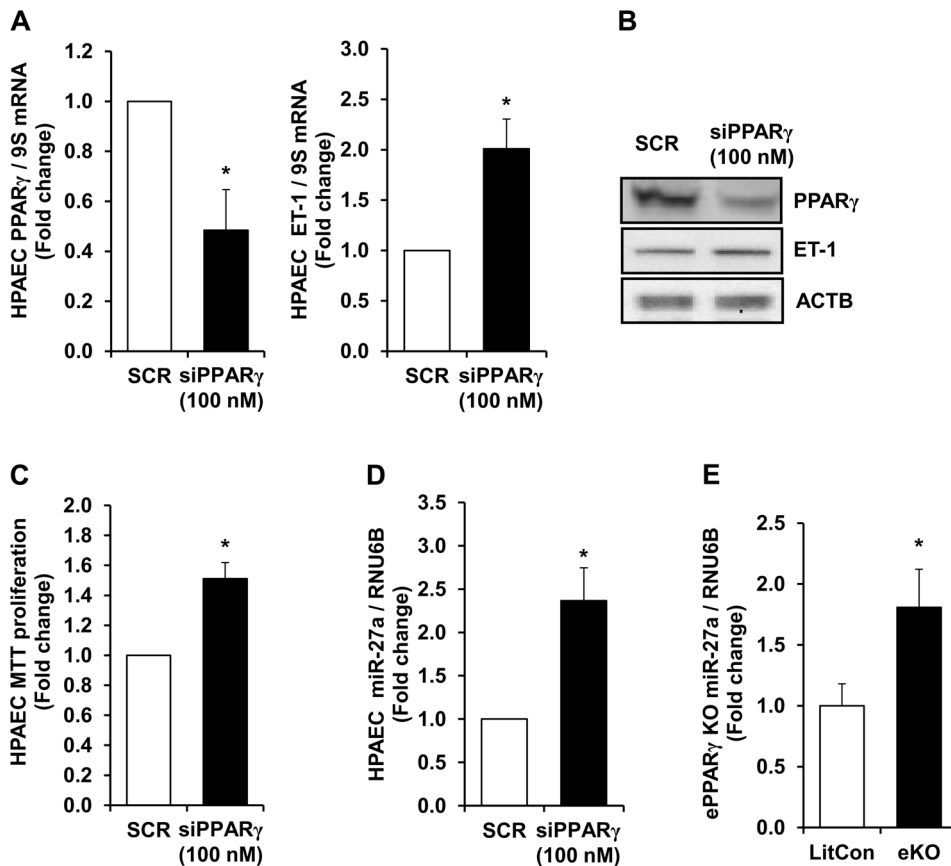 A
HPAEC PPARγ / 9S mRNA
(Fold change)
1.2
1.0
0.8
0.6
0.4
0.2
0.0
*
SCR siPPARγ
(100 nM)
HPAEC ET-1 / 9S mRNA
(Fold change)
3.0
2.5
2.0
1.5
1.0
0.5
0.0
*
SCR siPPARγ
(100 nM)
B
SCR siPPARγ
(100 nM)
PPARγ
ET-1
ACTB
C
HPAEC MTT proliferation
(Fold change)
2.0
1.8
1.6
1.4
1.2
1.0
0.8
0.6
0.4
0.2
0.0
*
SCR siPPARγ
(100 nM)
D
HPAEC miR-27a / RNU6B
(Fold change)
3.5
3.0
2.5
2.0
1.5
1.0
0.5
0.0
*
SCR siPPARγ
(100 nM)
E
ePPARγ KO miR-27a / RNU6B
(Fold change)
2.5
2.0
1.5
1.0
0.5
0.0
*
LitCon eKO